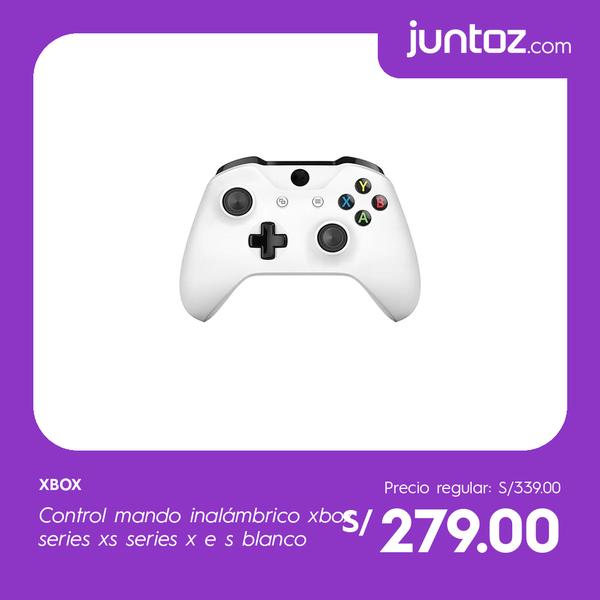 juntoz.com
Y
X B
A
XBOX
Control mando inalámbrico xbox
series xs series x e s blanco
Precio regular: S/339.00
S/ 279.00